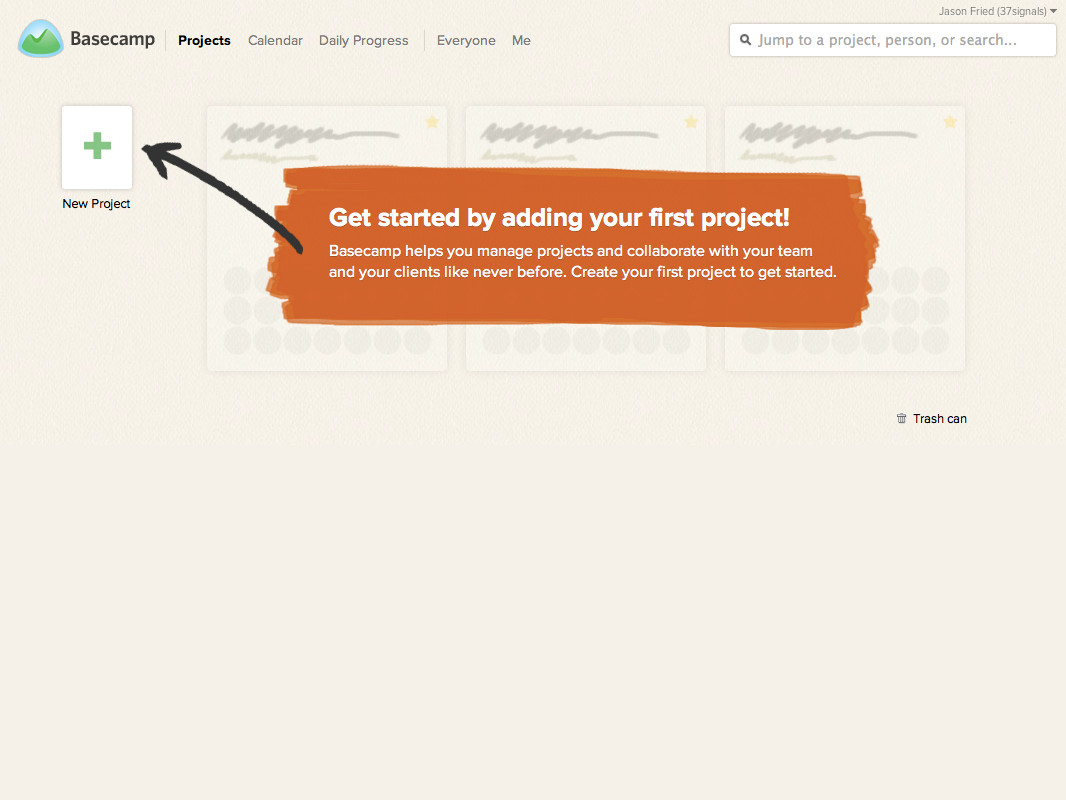 Jason Fried (37signals)
Basecamp
Projects
Calendar
Daily Progress
Everyone
Me
Jump to a project, person, or search...
New Project
Get started by adding your first project!
Basecamp helps you manage projects and collaborate with your team
and your clients like never before. Create your first project to get started.
Trash can